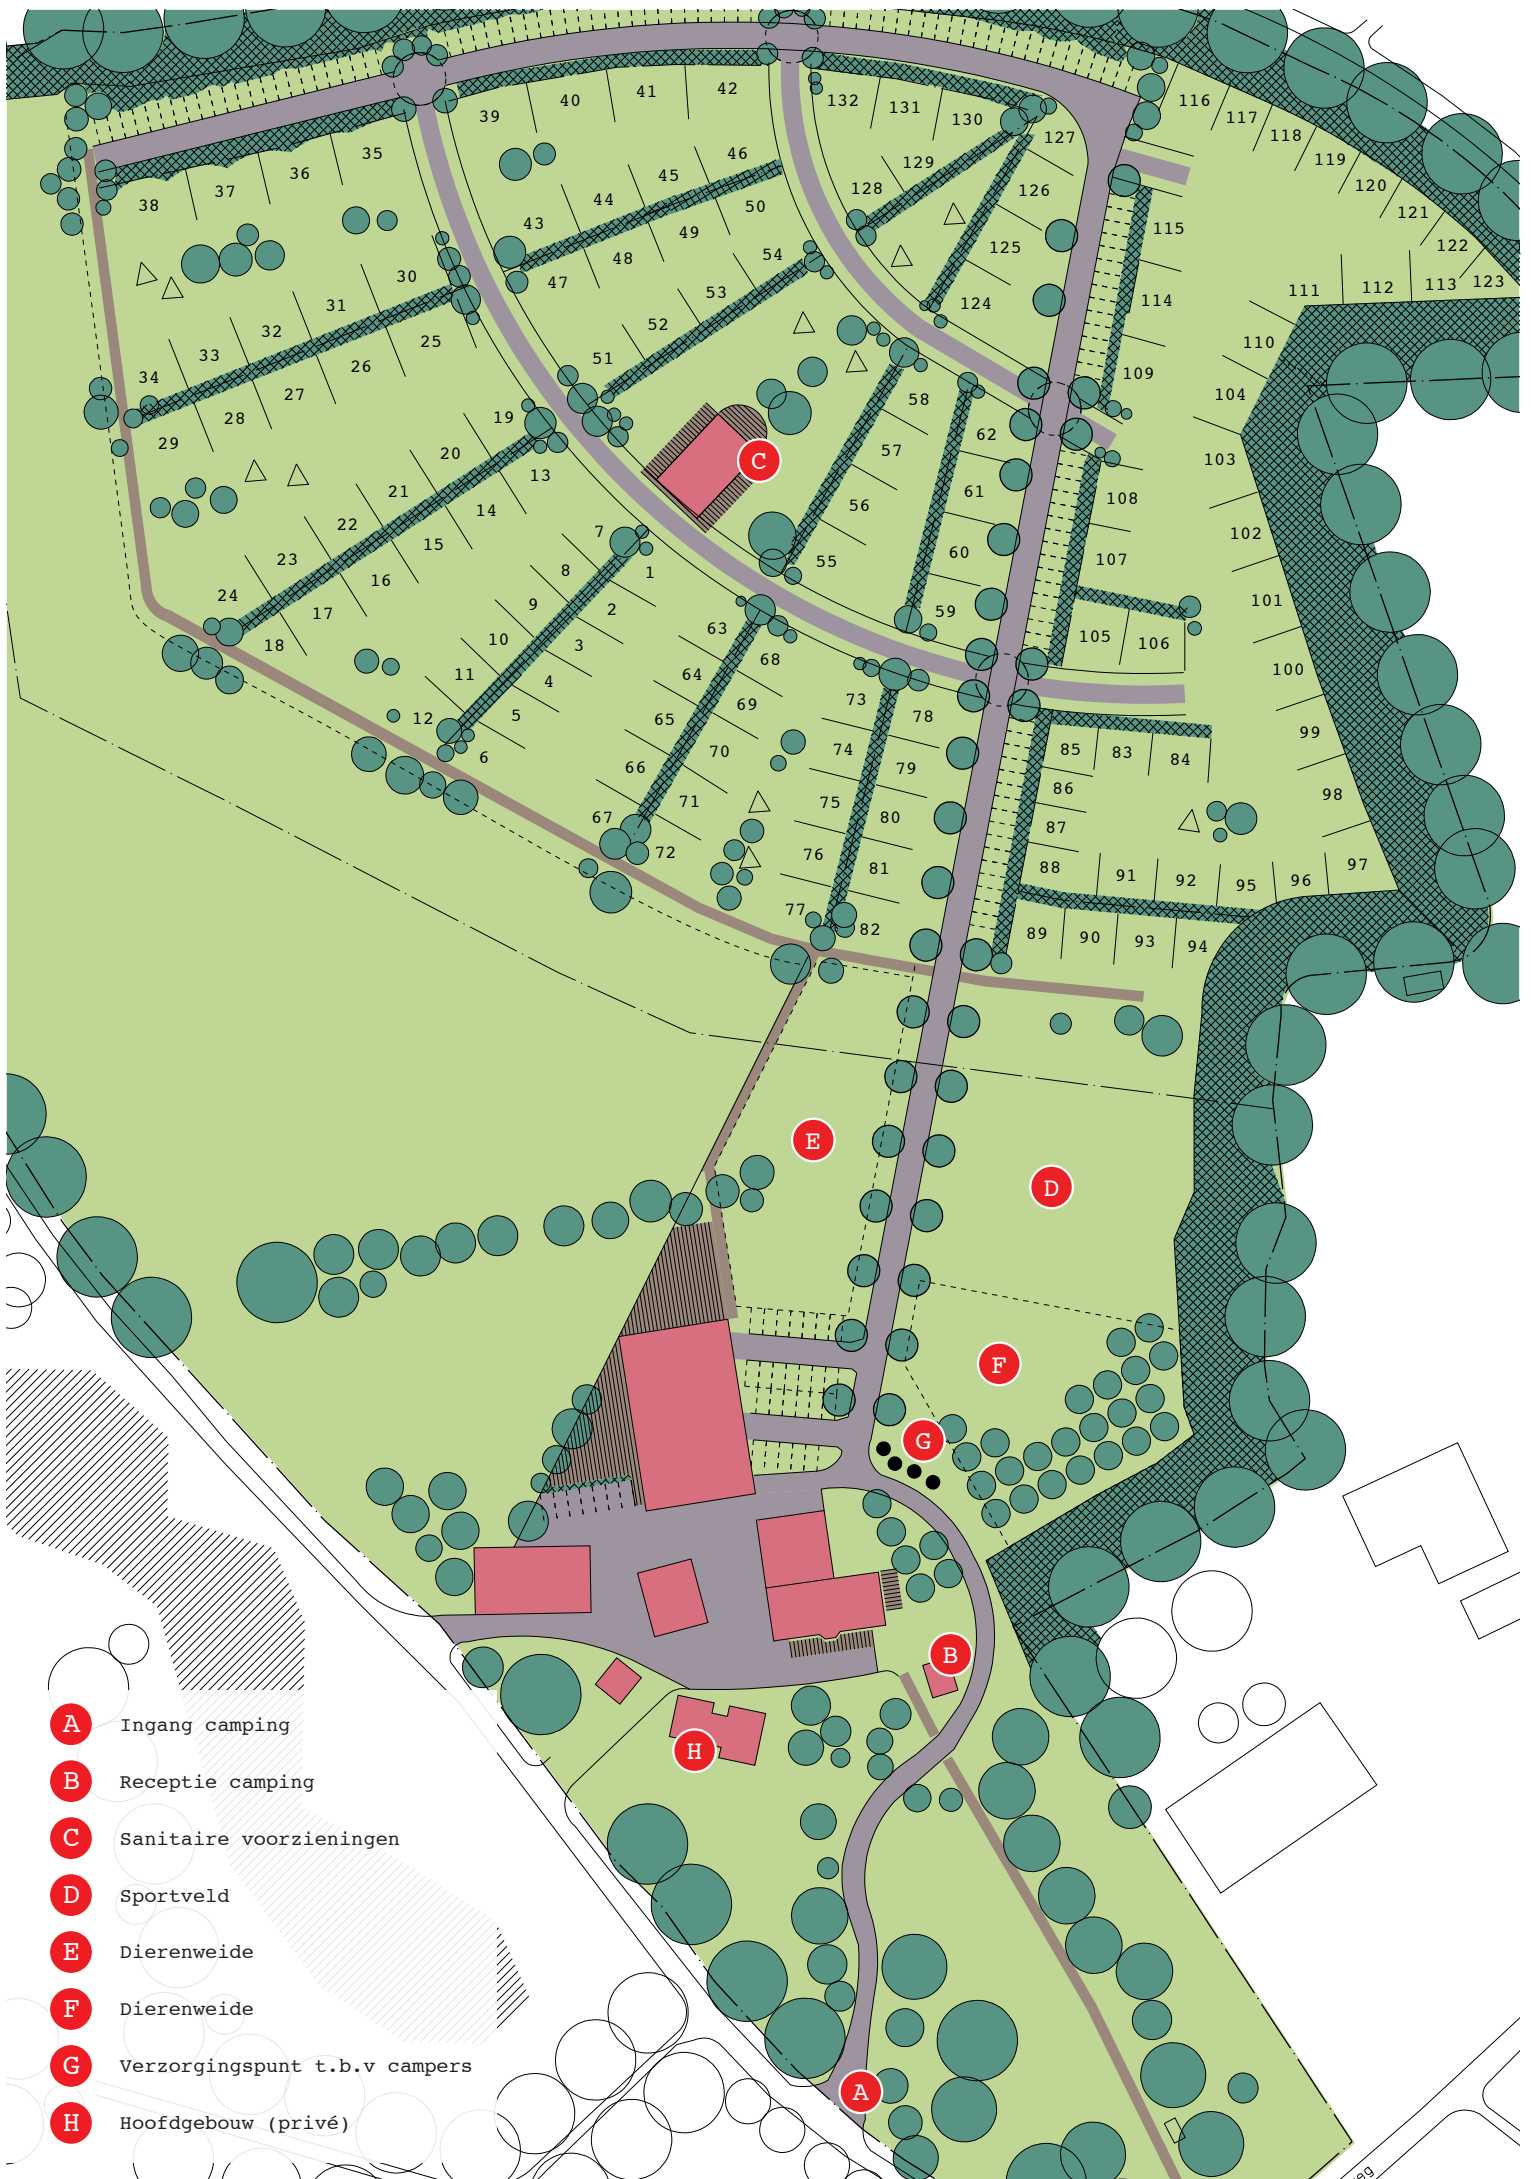 39 40 41 42
132 131 130 127
116 117 118 119 120 121 122 123
38 37 36 35
46 45 44 43
129 128 126
50 49 48 47
125 115
54 53 52 51
124 114
111 112 113
30 31 32 33 34
25 26 27 28 29
110 109 104
58 57 56 55
62 61 60 59
C
19 20 21 22 23 24
13 14 15 16 17 18
103 102 101 100 99 98 97
108 107
105 106
7 8 9 10 11 12
1 2 3 4 5 6
63 64 65 66 67
68 69 70 71 72
73 74 75 76 77
78 79 80 81 82
85 83 84
86
87
88 91 92 95 96
89 90 93 94
E
D
F
G
B
H
A
A Ingang camping
B Receptie camping
C Sanitaire voorzieningen
D Sportveld
E Dierenweide
F Dierenweide
G Verzorgingspunt t.b.v campers
H Hoofdgebouw (privé)